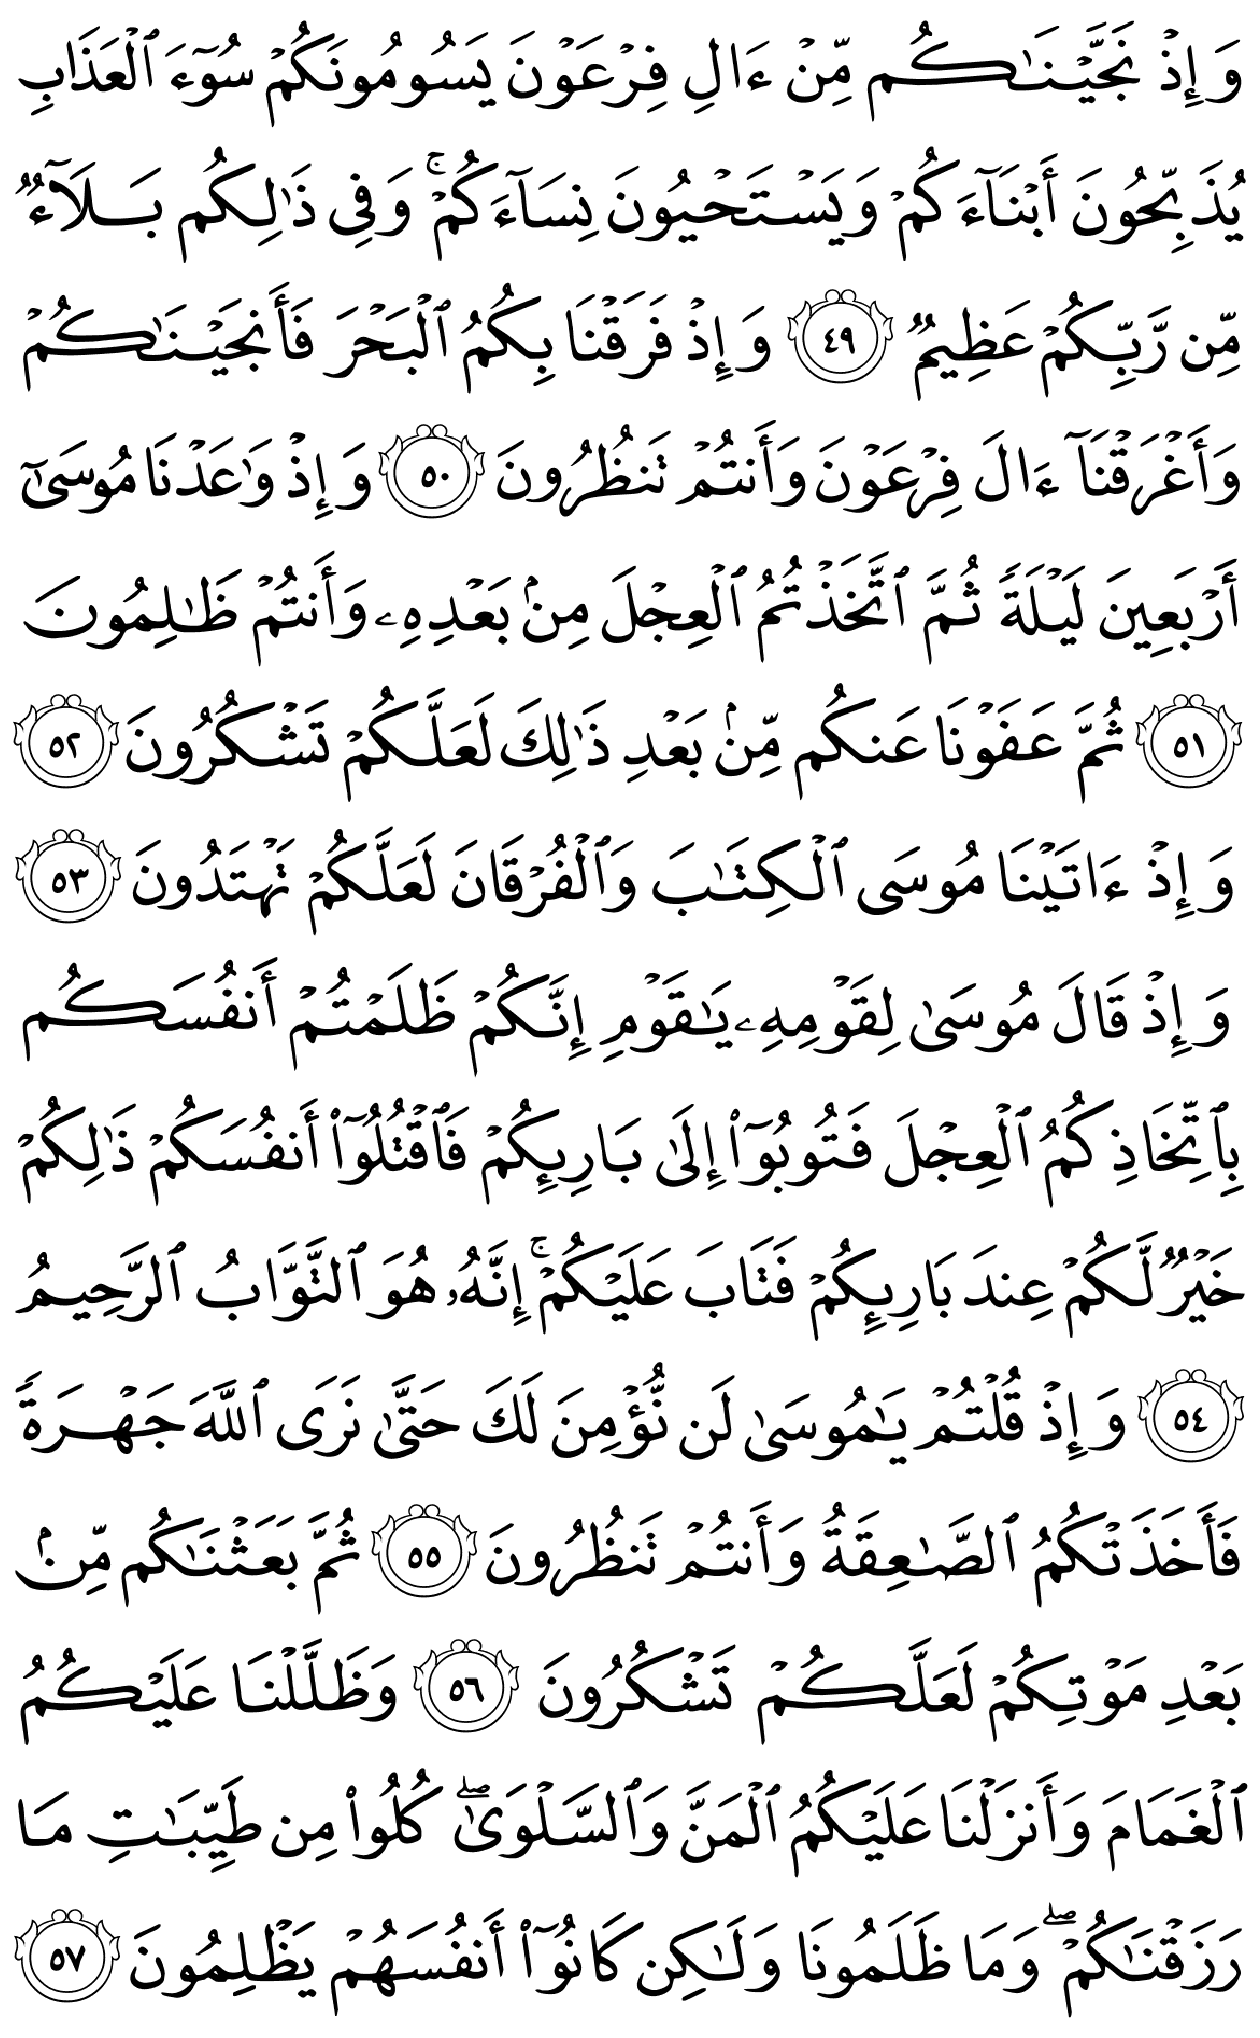 وَإِذْ نَجَّيْنَـٰكُم مِّنْ ءَالِ فِرْعَوْنَ يَسُومُونَكُمْ سُوٓءَ ٱلْعَذَابِ
يُذَبِّحُونَ أَبْنَآءَكُمْ وَيَسْتَحْيُونَ نِسَآءَكُمْ ۚ وَفِى ذَٰلِكُم بَلَآءٌ
مِّن رَّبِّكُمْ عَظِيمٌ ٤٩ وَإِذْ فَرَقْنَا بِكُمُ ٱلْبَحْرَ فَأَنجَيْنَـٰكُمْ
وَأَغْرَقْنَآ ءَالَ فِرْعَوْنَ وَأَنتُمْ تَنظُرُونَ ٥٠ وَإِذْ وَٰعَدْنَا مُوسَىٰٓ
أَرْبَعِينَ لَيْلَةً ثُمَّ ٱتَّخَذْتُمُ ٱلْعِجْلَ مِنۢ بَعْدِهِۦ وَأَنتُمْ ظَـٰلِمُونَ
٥١ ثُمَّ عَفَوْنَا عَنكُم مِّنۢ بَعْدِ ذَٰلِكَ لَعَلَّكُمْ تَشْكُرُونَ ٥٢
وَإِذْ ءَاتَيْنَا مُوسَى ٱلْكِتَـٰبَ وَٱلْفُرْقَانَ لَعَلَّكُمْ تَهْتَدُونَ ٥٣
وَإِذْ قَالَ مُوسَىٰ لِقَوْمِهِۦ يَـٰقَوْمِ إِنَّكُمْ ظَلَمْتُمْ أَنفُسَكُم
بِٱتِّخَاذِكُمُ ٱلْعِجْلَ فَتُوبُوٓا۟ إِلَىٰ بَارِئِكُمْ فَٱقْتُلُوٓا۟ أَنفُسَكُمْ ذَٰلِكُمْ
خَيْرٌ لَّكُمْ عِندَ بَارِئِكُمْ فَتَابَ عَلَيْكُمْ ۚ إِنَّهُۥ هُوَ ٱلتَّوَّابُ ٱلرَّحِيمُ
٥٤ وَإِذْ قُلْتُمْ يَـٰمُوسَىٰ لَن نُّؤْمِنَ لَكَ حَتَّىٰ نَرَى ٱللَّهَ جَهْرَةً
فَأَخَذَتْكُمُ ٱلصَّـٰعِقَةُ وَأَنتُمْ تَنظُرُونَ ٥٥ ثُمَّ بَعَثْنَـٰكُم مِّنۢ
بَعْدِ مَوْتِكُمْ لَعَلَّكُمْ تَشْكُرُونَ ٥٦ وَظَلَّلْنَا عَلَيْكُمُ
ٱلْغَمَامَ وَأَنزَلْنَا عَلَيْكُمُ ٱلْمَنَّ وَٱلسَّلْوَىٰ ۖ كُلُوا۟ مِن طَيِّبَـٰتِ مَا
رَزَقْنَـٰكُمْ ۖ وَمَا ظَلَمُونَا وَلَـٰكِن كَانُوٓا۟ أَنفُسَهُمْ يَظْلِمُونَ ٥٧